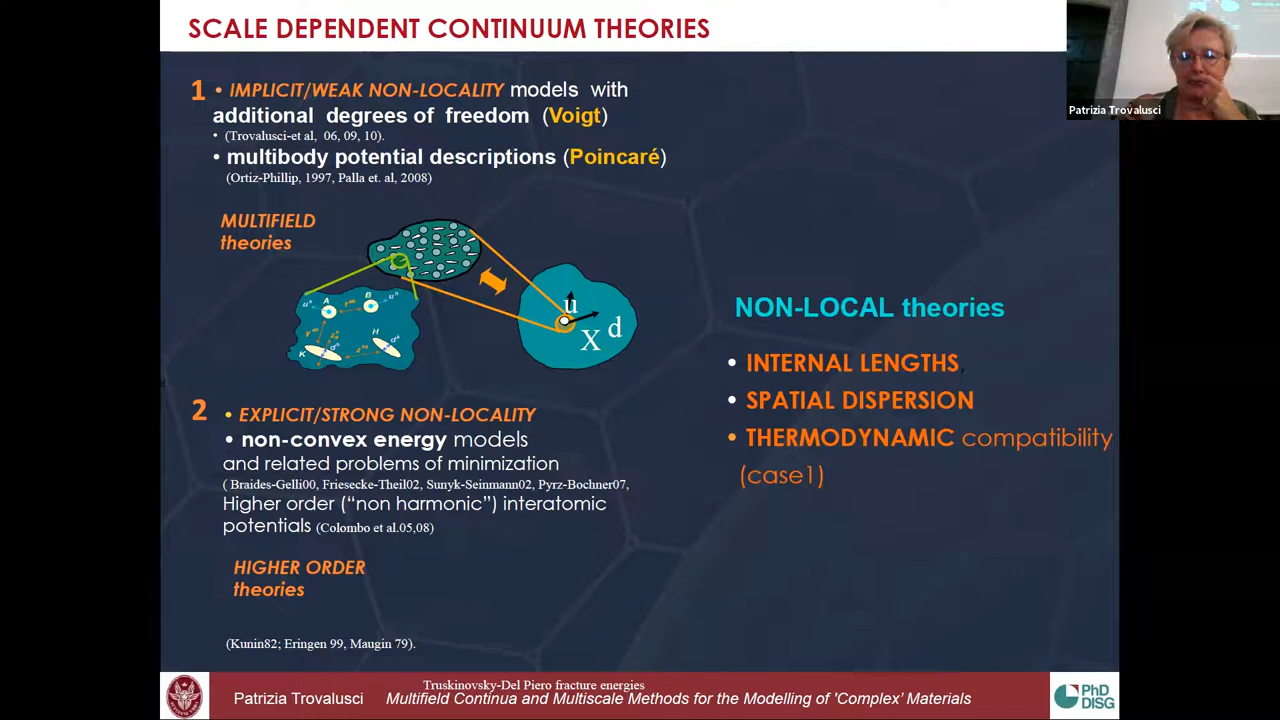 SCALE DEPENDENT CONTINUUM THEORIES
Patrizia Trovalusci
1 • IMPLICIT/WEAK NON-LOCALITY models with
additional degrees of freedom (Voigt)
• (Trovalusci-et al, 06, 09, 10).
• multibody potential descriptions (Poincaré)
(Ortiz-Phillip, 1997, Palla et. al, 2008)
MULTIFIELD
theories
A
B
H
K
u
X
d
NON-LOCAL theories
• INTERNAL LENGTHS,
• SPATIAL DISPERSION
• THERMODYNAMIC compatibility
(case1)
2 • EXPLICIT/STRONG NON-LOCALITY
• non-convex energy models
and related problems of minimization
( Braides-Gelli00, Friesecke-Theil02, Sunyk-Seinmann02, Pyrz-Bochner07,
Higher order (“non harmonic”) interatomic
potentials (Colombo et al.05,08)
HIGHER ORDER
theories
(Kunin82; Eringen 99, Maugin 79).
Truskinovsky-Del Piero fracture energies
Patrizia Trovalusci Multifield Continua and Multiscale Methods for the Modelling of 'Complex' Materials
PhD
DISG